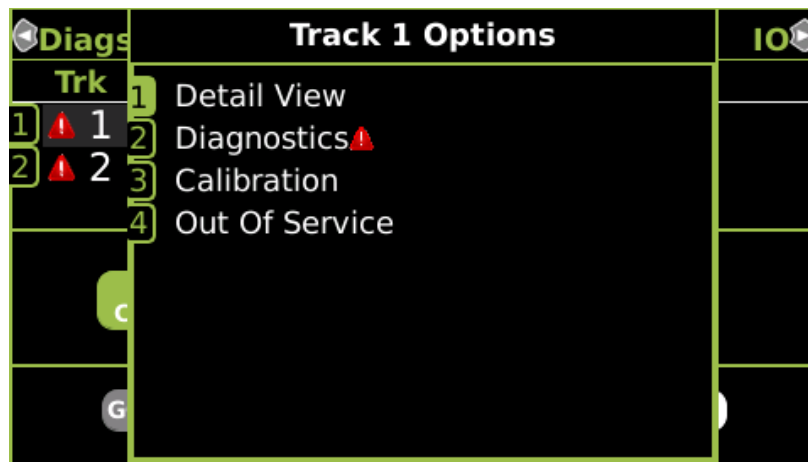 Diags
Track 1 Options
IO
Trk
1 Detail View
1 1
2 Diagnostics
2 2
3 Calibration
4 Out Of Service